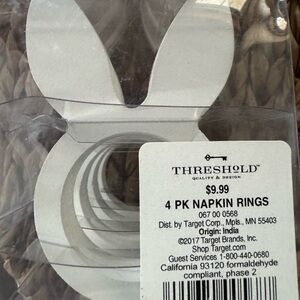 THRESHOLD
QUALITY & DESIGN
$9.99
4 PK NAPKIN RINGS
067 00 0568
Dist. by Target Corp., Mpls., MN 55403
Origin: India
©2017 Target Brands, Inc.
Shop Target.com
Guest Services 1-800-440-0680
California 93120 formaldehyde
compliant, phase 2